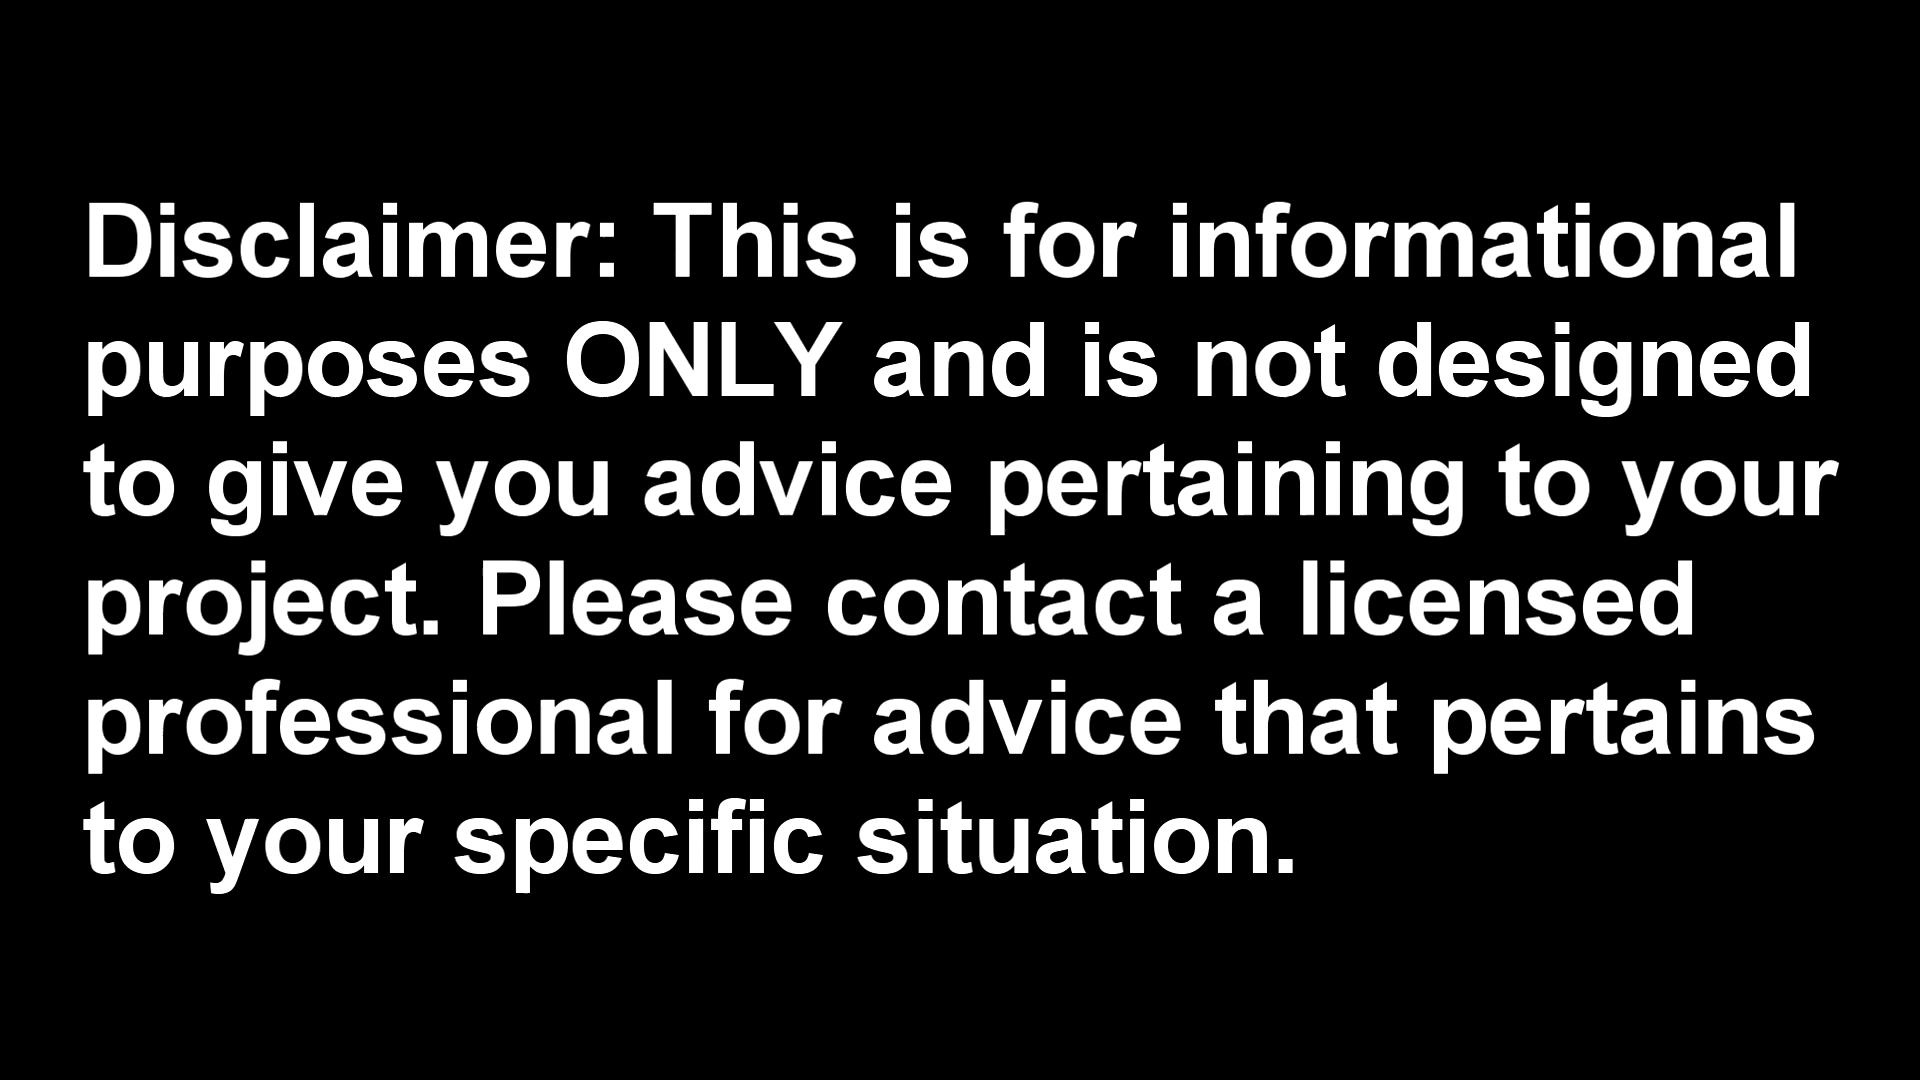 Disclaimer: This is for informational
purposes ONLY and is not designed
to give you advice pertaining to your
project. Please contact a licensed
professional for advice that pertains
to your specific situation.